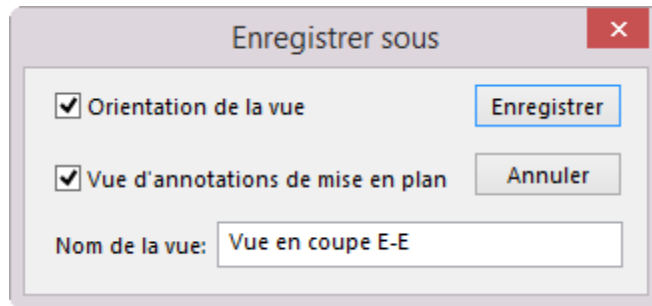 Enregistrer sous
Orientation de la vue
Enregistrer
Vue d'annotations de mise en plan
Annuler
Nom de la vue: Vue en coupe E-E